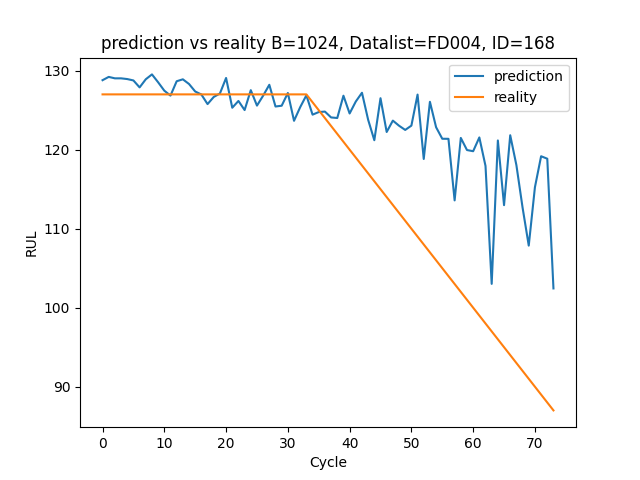 prediction vs reality B=1024, Datalist=FD004, ID=168
prediction
reality
130
120
110
100
90
RUL
0 10 20 30 40 50 60 70
Cycle